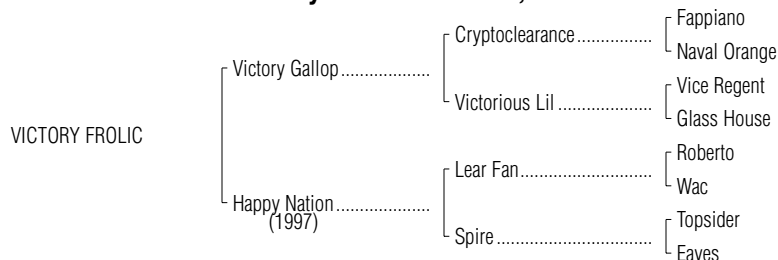 Fappiano
Cryptoclearance......................
Naval Orange
Victory Gallop...................
Vice Regent
Victorious Lil...........................
Glass House
VICTORY FROLIC
Roberto
Lear Fan..................................
Wac
Happy Nation....................
(1997)
Topsider
Spire.......................................
Eaves